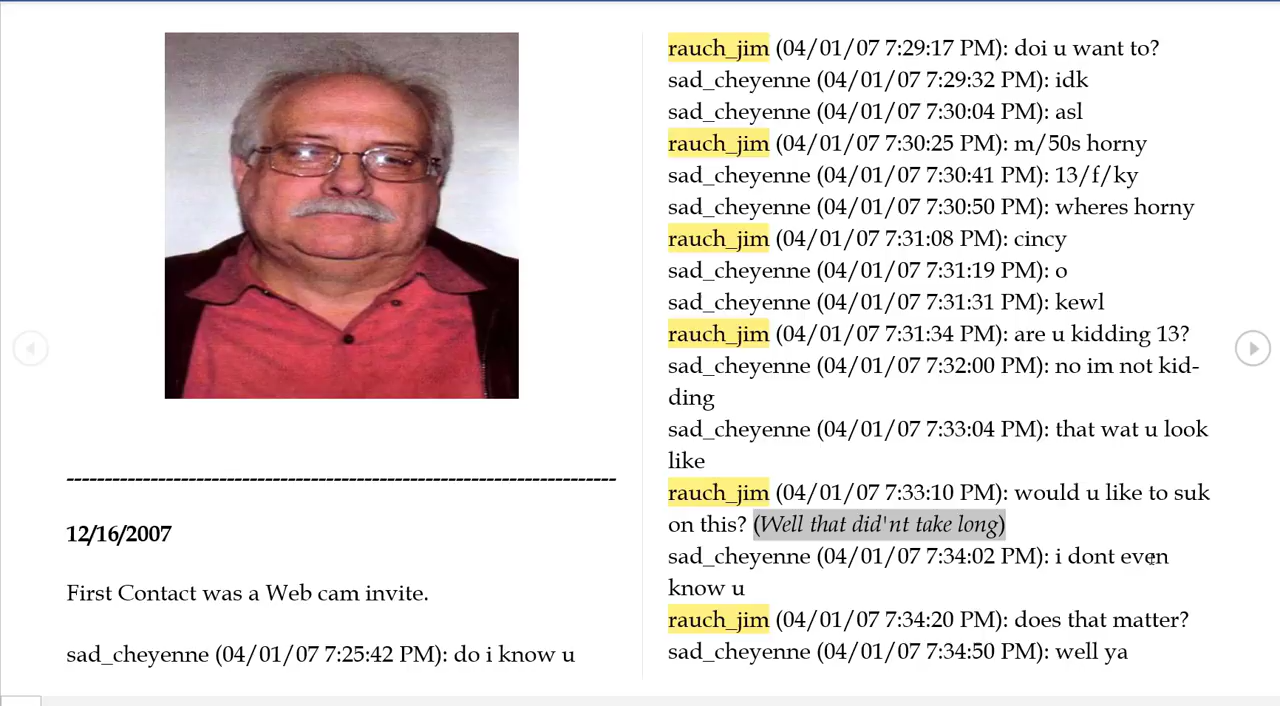 12/16/2007
First Contact was a Web cam invite.
sad_cheyenne (04/01/07 7:25:42 PM): do i know u
rauch_jim (04/01/07 7:29:17 PM): doi u want to?
sad_cheyenne (04/01/07 7:29:32 PM): idk
sad_cheyenne (04/01/07 7:30:04 PM): asl
rauch_jim (04/01/07 7:30:25 PM): m/50s horny
sad_cheyenne (04/01/07 7:30:41 PM): 13/f/ky
sad_cheyenne (04/01/07 7:30:50 PM): wheres horny
rauch_jim (04/01/07 7:31:08 PM): cincy
sad_cheyenne (04/01/07 7:31:19 PM): o
sad_cheyenne (04/01/07 7:31:31 PM): kewl
rauch_jim (04/01/07 7:31:34 PM): are u kidding 13?
sad_cheyenne (04/01/07 7:32:00 PM): no im not kid-
ding
sad_cheyenne (04/01/07 7:33:04 PM): that wat u look
like
rauch_jim (04/01/07 7:33:10 PM): would u like to suk
on this? (Well that did'nt take long)
sad_cheyenne (04/01/07 7:34:02 PM): i dont even
know u
rauch_jim (04/01/07 7:34:20 PM): does that matter?
sad_cheyenne (04/01/07 7:34:50 PM): well ya